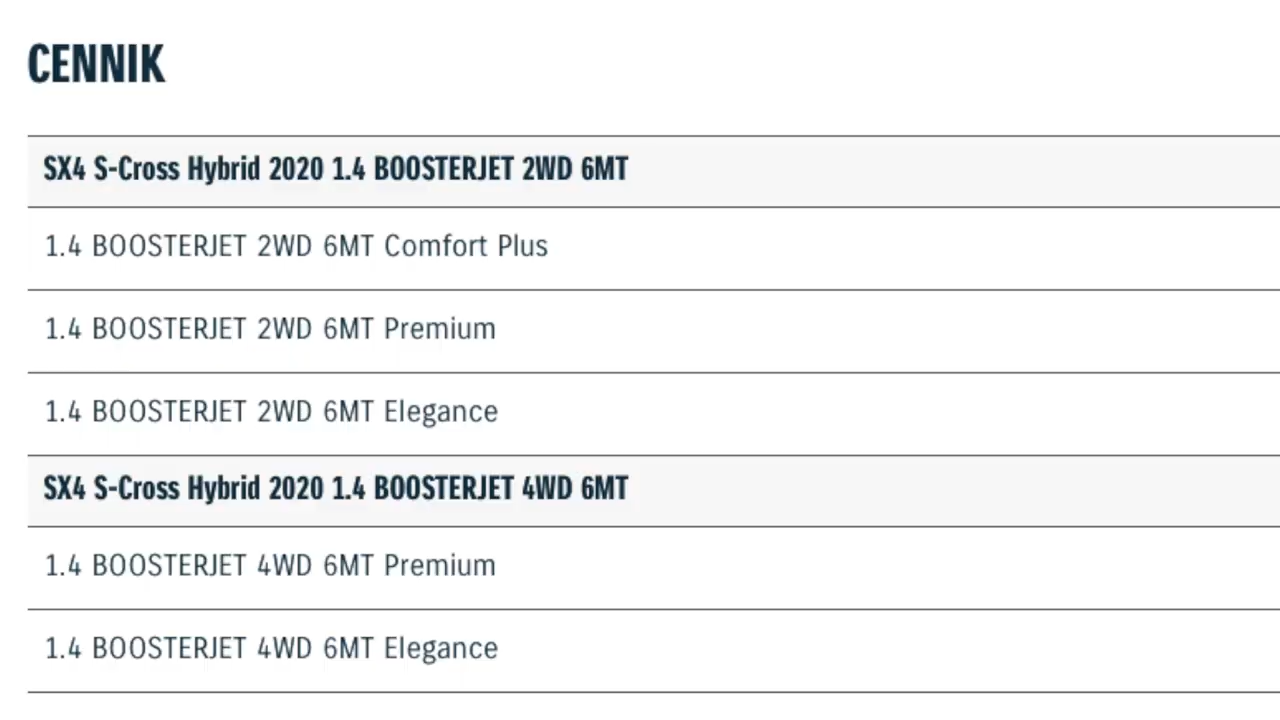 CENNIK
SX4 S-Cross Hybrid 2020 1.4 BOOSTERJET 2WD 6MT
1.4 BOOSTERJET 2WD 6MT Comfort Plus
1.4 BOOSTERJET 2WD 6MT Premium
1.4 BOOSTERJET 2WD 6MT Elegance
SX4 S-Cross Hybrid 2020 1.4 BOOSTERJET 4WD 6MT
1.4 BOOSTERJET 4WD 6MT Premium
1.4 BOOSTERJET 4WD 6MT Elegance